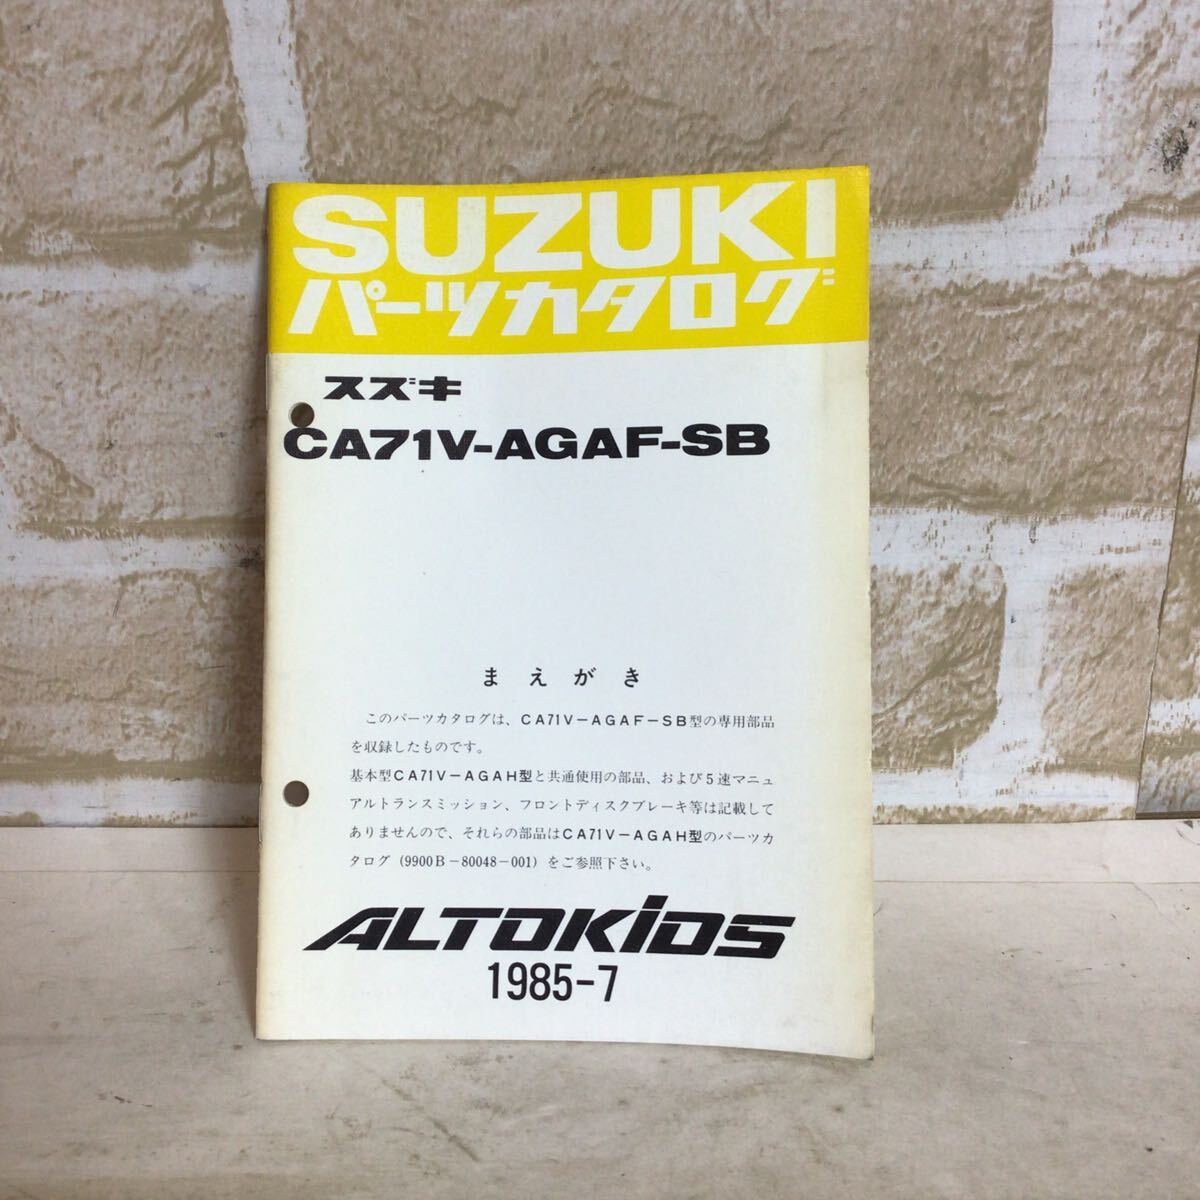 SUZUKI
パーツカタログ
スズキ
CA71V-AGAF-SB
まえがき
このパーツカタログは、CA71V-AGAF-SB型の専用部品
を収録したものです。
基本型CA71V-AGAH型と共通使用の部品、および5速マニュ
アルトランスミッション、フロントディスクブレーキ等は記載して
ありませんので、それらの部品はCA71V-AGAH型のパーツカ
タログ(9900B-80048-001)をご参照下さい。
ALTOKIDS
1985-7